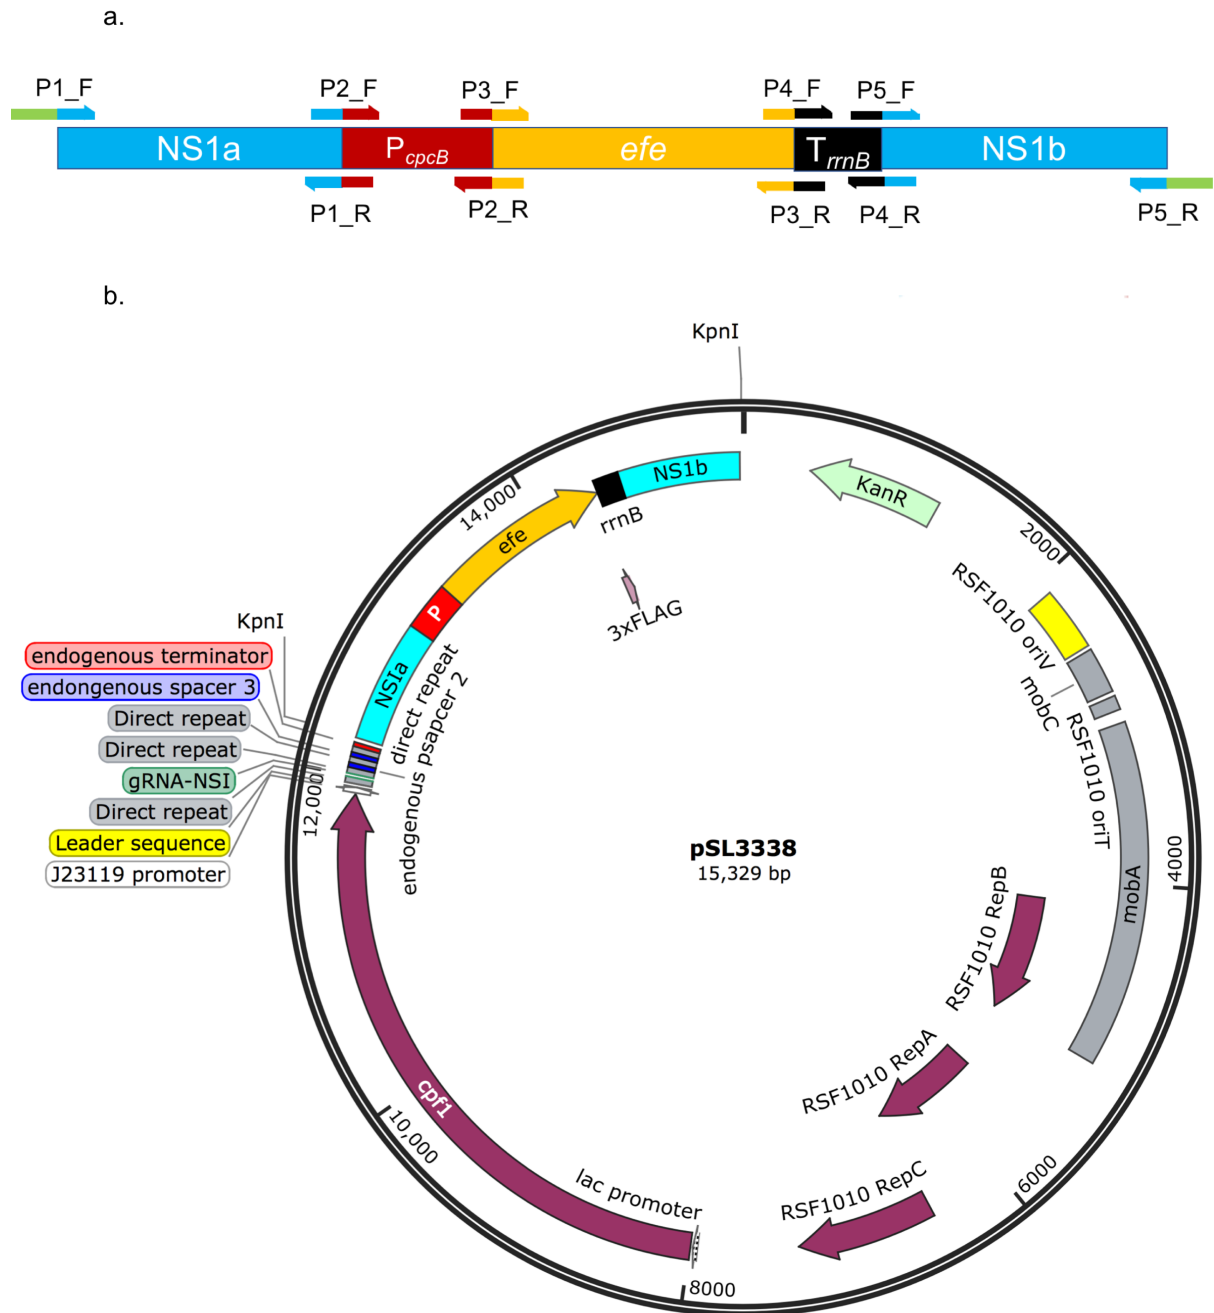 a.
P1_F
P2_F
P3_F
P4_F
P5_F
NS1a
PcpcB
efe
TrrnB
NS1b
P1_R
P2_R
P3_R
P4_R
P5_R
b.
KpnI
NS1b
KanR
rrnB
14,000
efe
2000
3xFLAG
RSF1010 oriV
P
KpnI
endogenous terminator
endongenous spacer 3
Direct repeat
Direct repeat
gRNA-NSI
Direct repeat
Leader sequence
J23119 promoter
NSIa
direct repeat
endogenous psapcer 2
mobC
RSF1010 oriT
12,000
pSL3338
15,329 bp
4000
mobA
RSF1010 RepB
RSF1010 RepA
cpf1
10,000
lac promoter
RSF1010 RepC
6000
8000